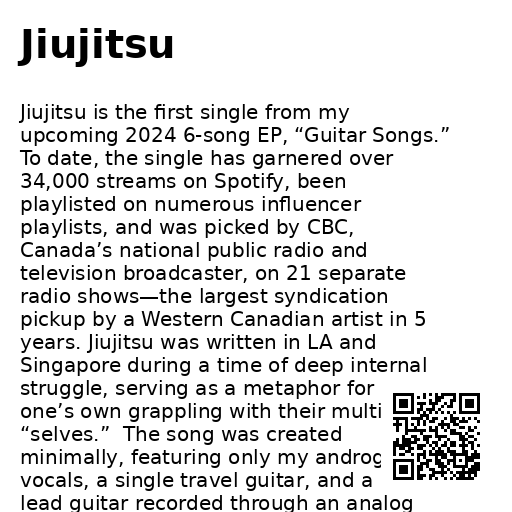 Jiujitsu
Jiujitsu is the first single from my
upcoming 2024 6-song EP, “Guitar Songs.”
To date, the single has garnered over
34,000 streams on Spotify, been
playlisted on numerous influencer
playlists, and was picked by CBC,
Canada’s national public radio and
television broadcaster, on 21 separate
radio shows—the largest syndication
pickup by a Western Canadian artist in 5
years. Jiujitsu was written in LA and
Singapore during a time of deep internal
struggle, serving as a metaphor for
one’s own grappling with their multi
“selves.”  The song was created
minimally, featuring only my
vocals, a single travel guitar, and a
lead guitar recorded through an analog